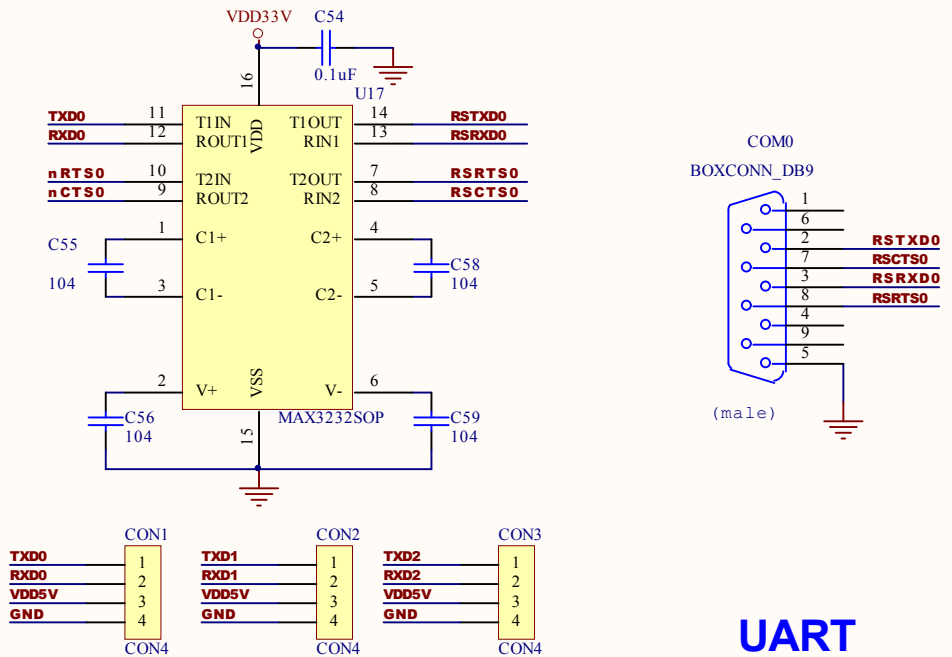 VDD33V
C54
0.1uF
16
U17
TXD0 11 T1IN VDD T1OUT 14 RSTXD0
RXD0 12 ROUT1 RIN1 13 RSRXD0
nRTS0 10 T2IN T2OUT 7 RSRTS0
nCTS0 9 ROUT2 RIN2 8 RSCTS0
1 C1+ C2+ 4
C55 104
C58 104
3 C1- C2- 5
2 V+ VSS V- 6
C56 104
C59 104
15
MAX3232SOP
COM0
BOXCONN_DB9
1
6
2 RSTXD0
7 RSCTS0
3 RSRXD0
8 RSRTS0
4
9
5
(male)
CON1
TXD0 1
RXD0 2
VDD5V 3
GND 4
CON4
CON2
TXD1 1
RXD1 2
VDD5V 3
GND 4
CON4
CON3
TXD2 1
RXD2 2
VDD5V 3
GND 4
CON4
UART